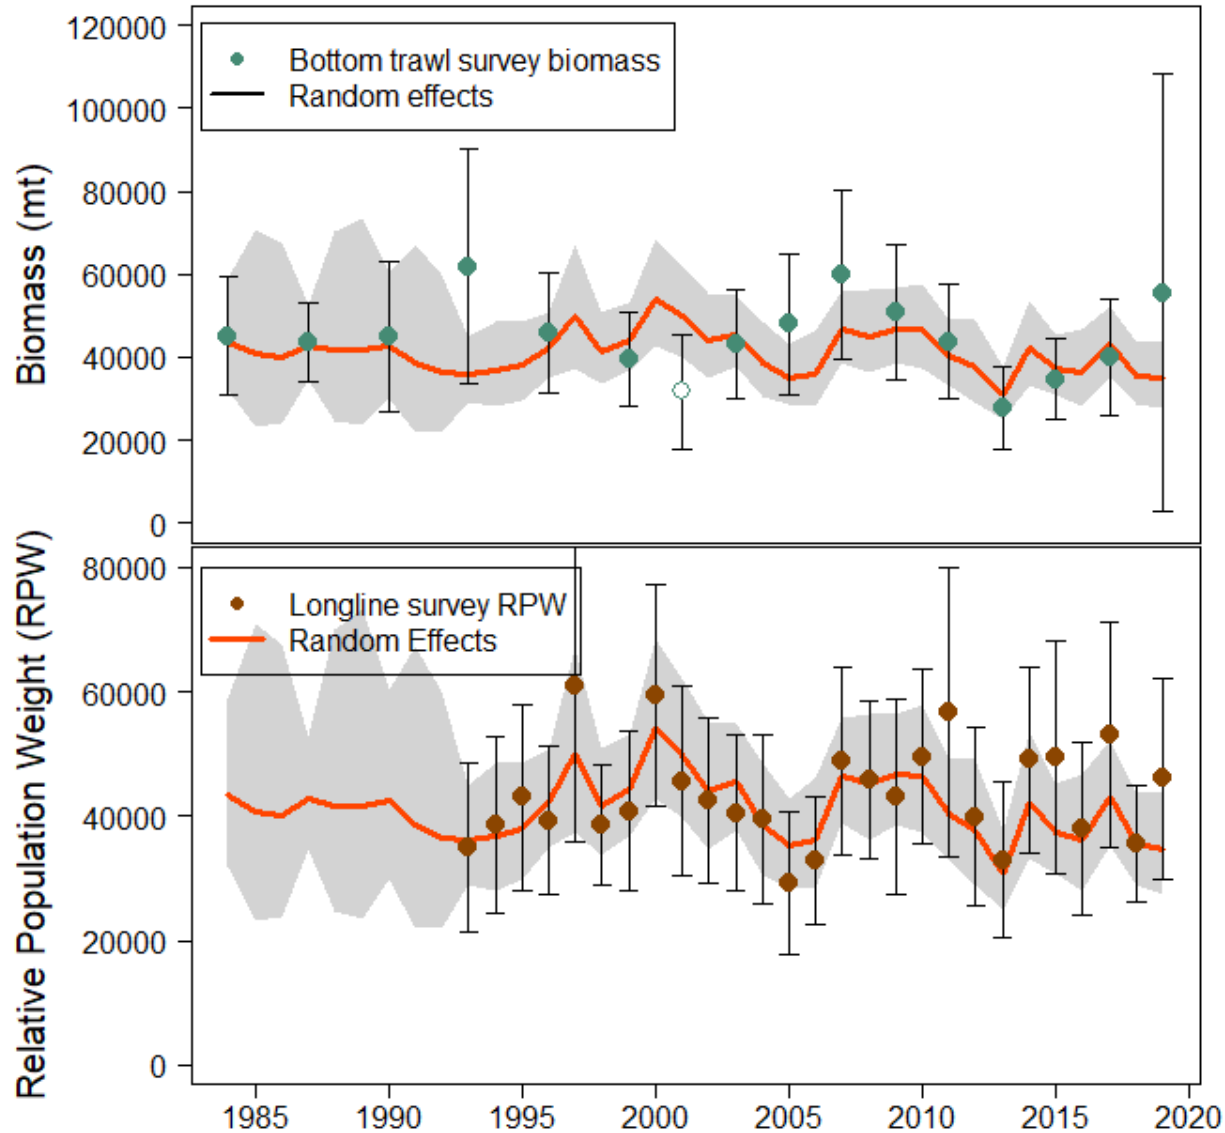 Biomass (mt)
120000
100000
80000
60000
40000
20000
0
Bottom trawl survey biomass
Random effects
Relative Population Weight (RPW)
80000
60000
40000
20000
0
Longline survey RPW
Random Effects
1985 1990 1995 2000 2005 2010 2015 2020